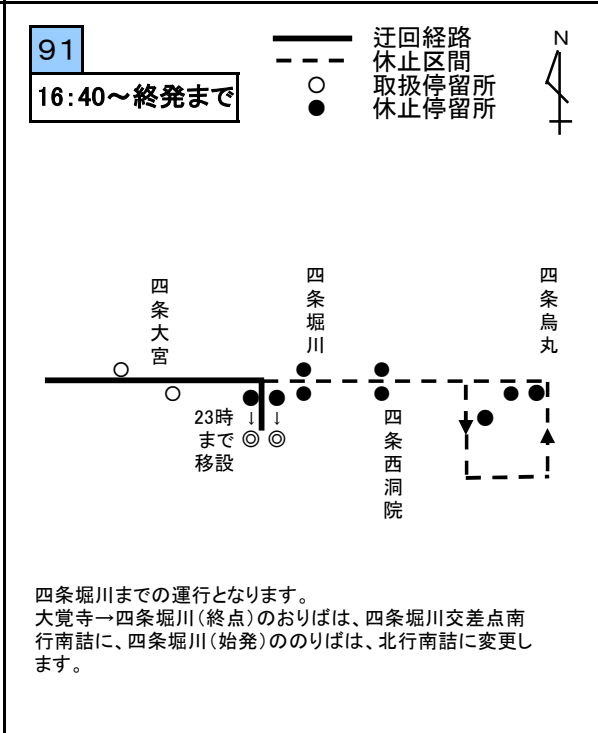 91
16:40～終発まで
迂回経路
休止区間
取扱停留所
休止停留所
N
四条大宮
四条堀川
四条烏丸
23時
まで
移設
↓ ↓
◎ ◎
四条西洞院
四条堀川までの運行となります。
大覚寺→四条堀川（終点）のおりばは、四条堀川交差点南
行南詰に、四条堀川（始発）ののりばは、北行南詰に変更し
ます。